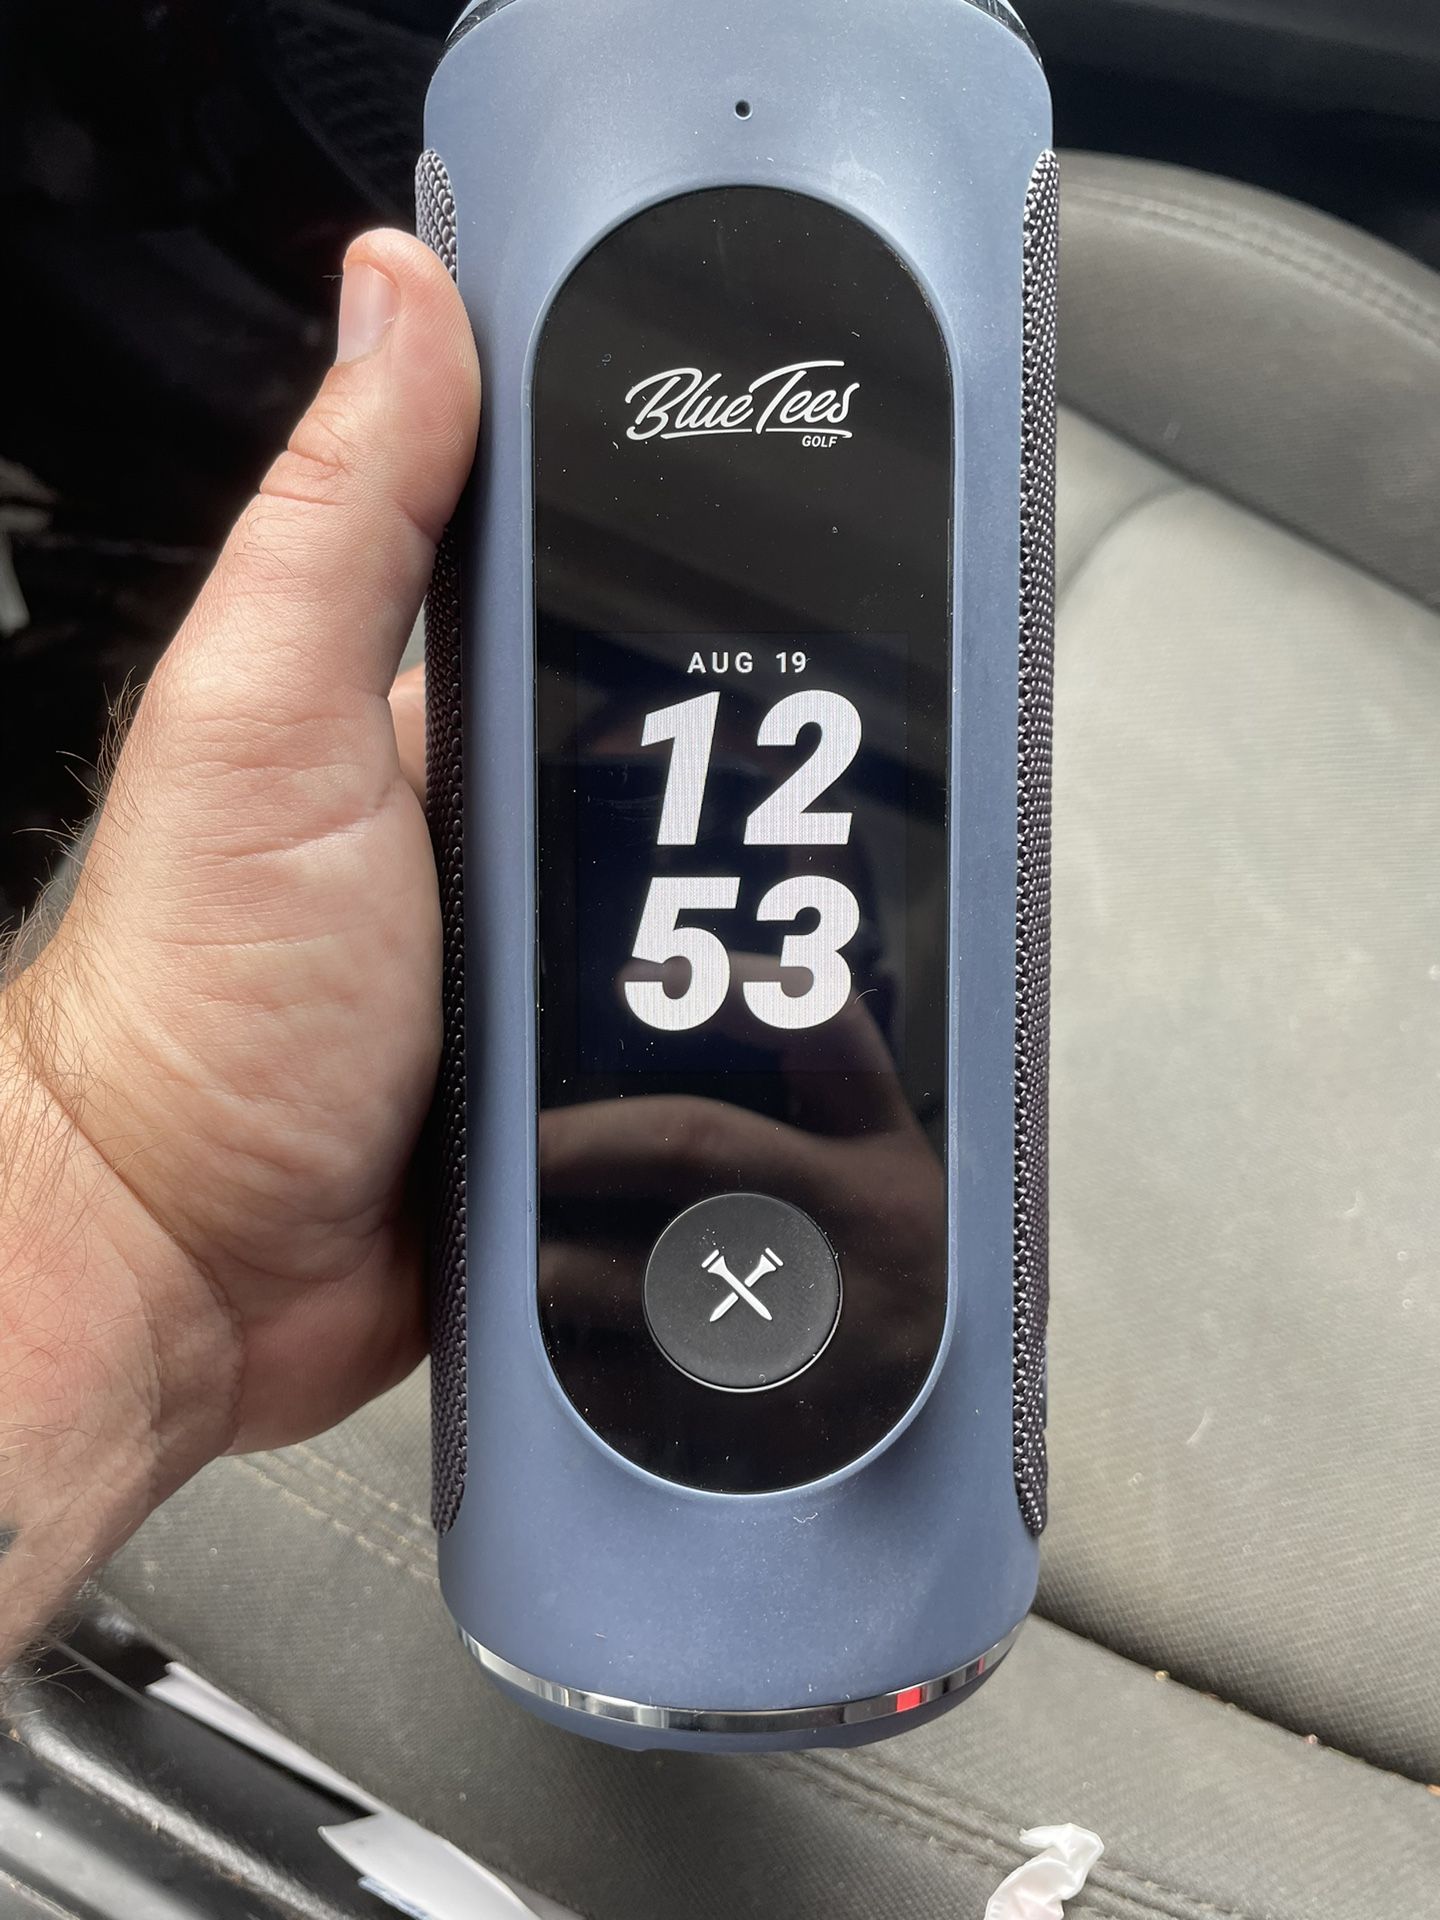 Blue Tees
GOLF
AUG 19
12
53